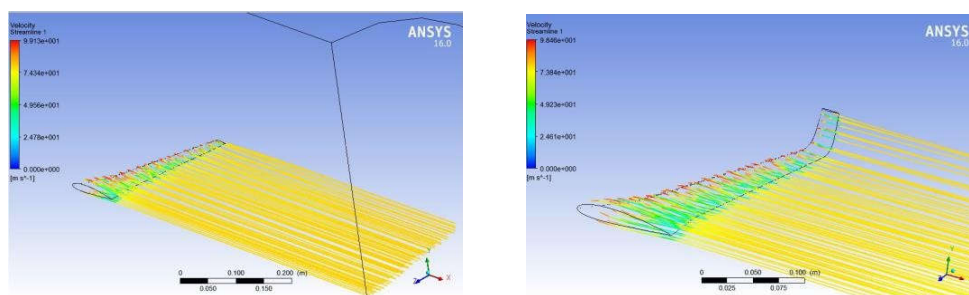 Velocity
Streamline 1
9.913e+001
7.434e+001
4.956e+001
2.478e+001
0.000e+000
[m s^-1]
ANSYS
16.0
0 0.100 0.200 (m)
0.050 0.150
Y
X
Z
Velocity
Streamline 1
9.846e+001
7.384e+001
4.923e+001
2.461e+001
0.000e+000
[m s^-1]
ANSYS
16.0
0 0.050 0.100 (m)
0.025 0.075
Y
Z